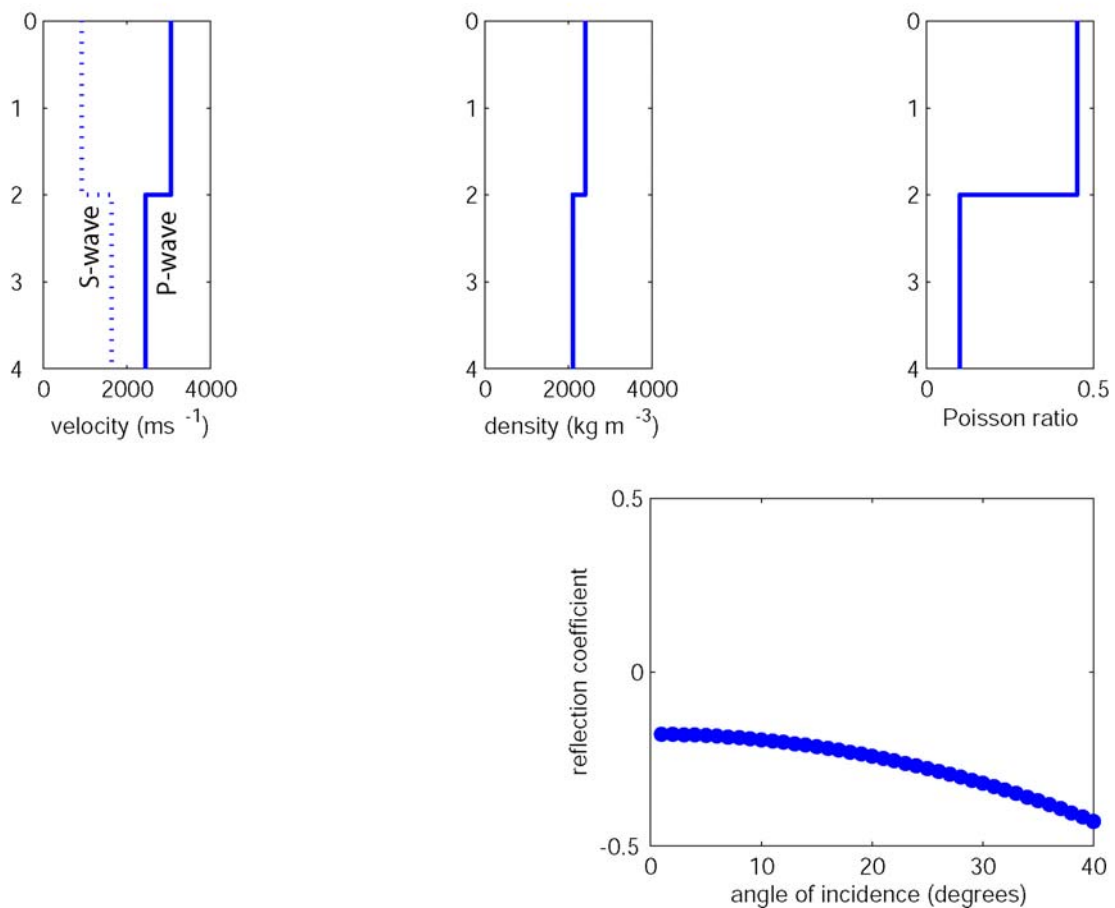 0
1
2
3
4
S-wave
P-wave
0 2000 4000
velocity (ms -1)
0
1
2
3
4
0 2000 4000
density (kg m -3)
0
1
2
3
4
0 0.5
Poisson ratio
0.5
0
-0.5
reflection coefficient
0 10 20 30 40
angle of incidence (degrees)